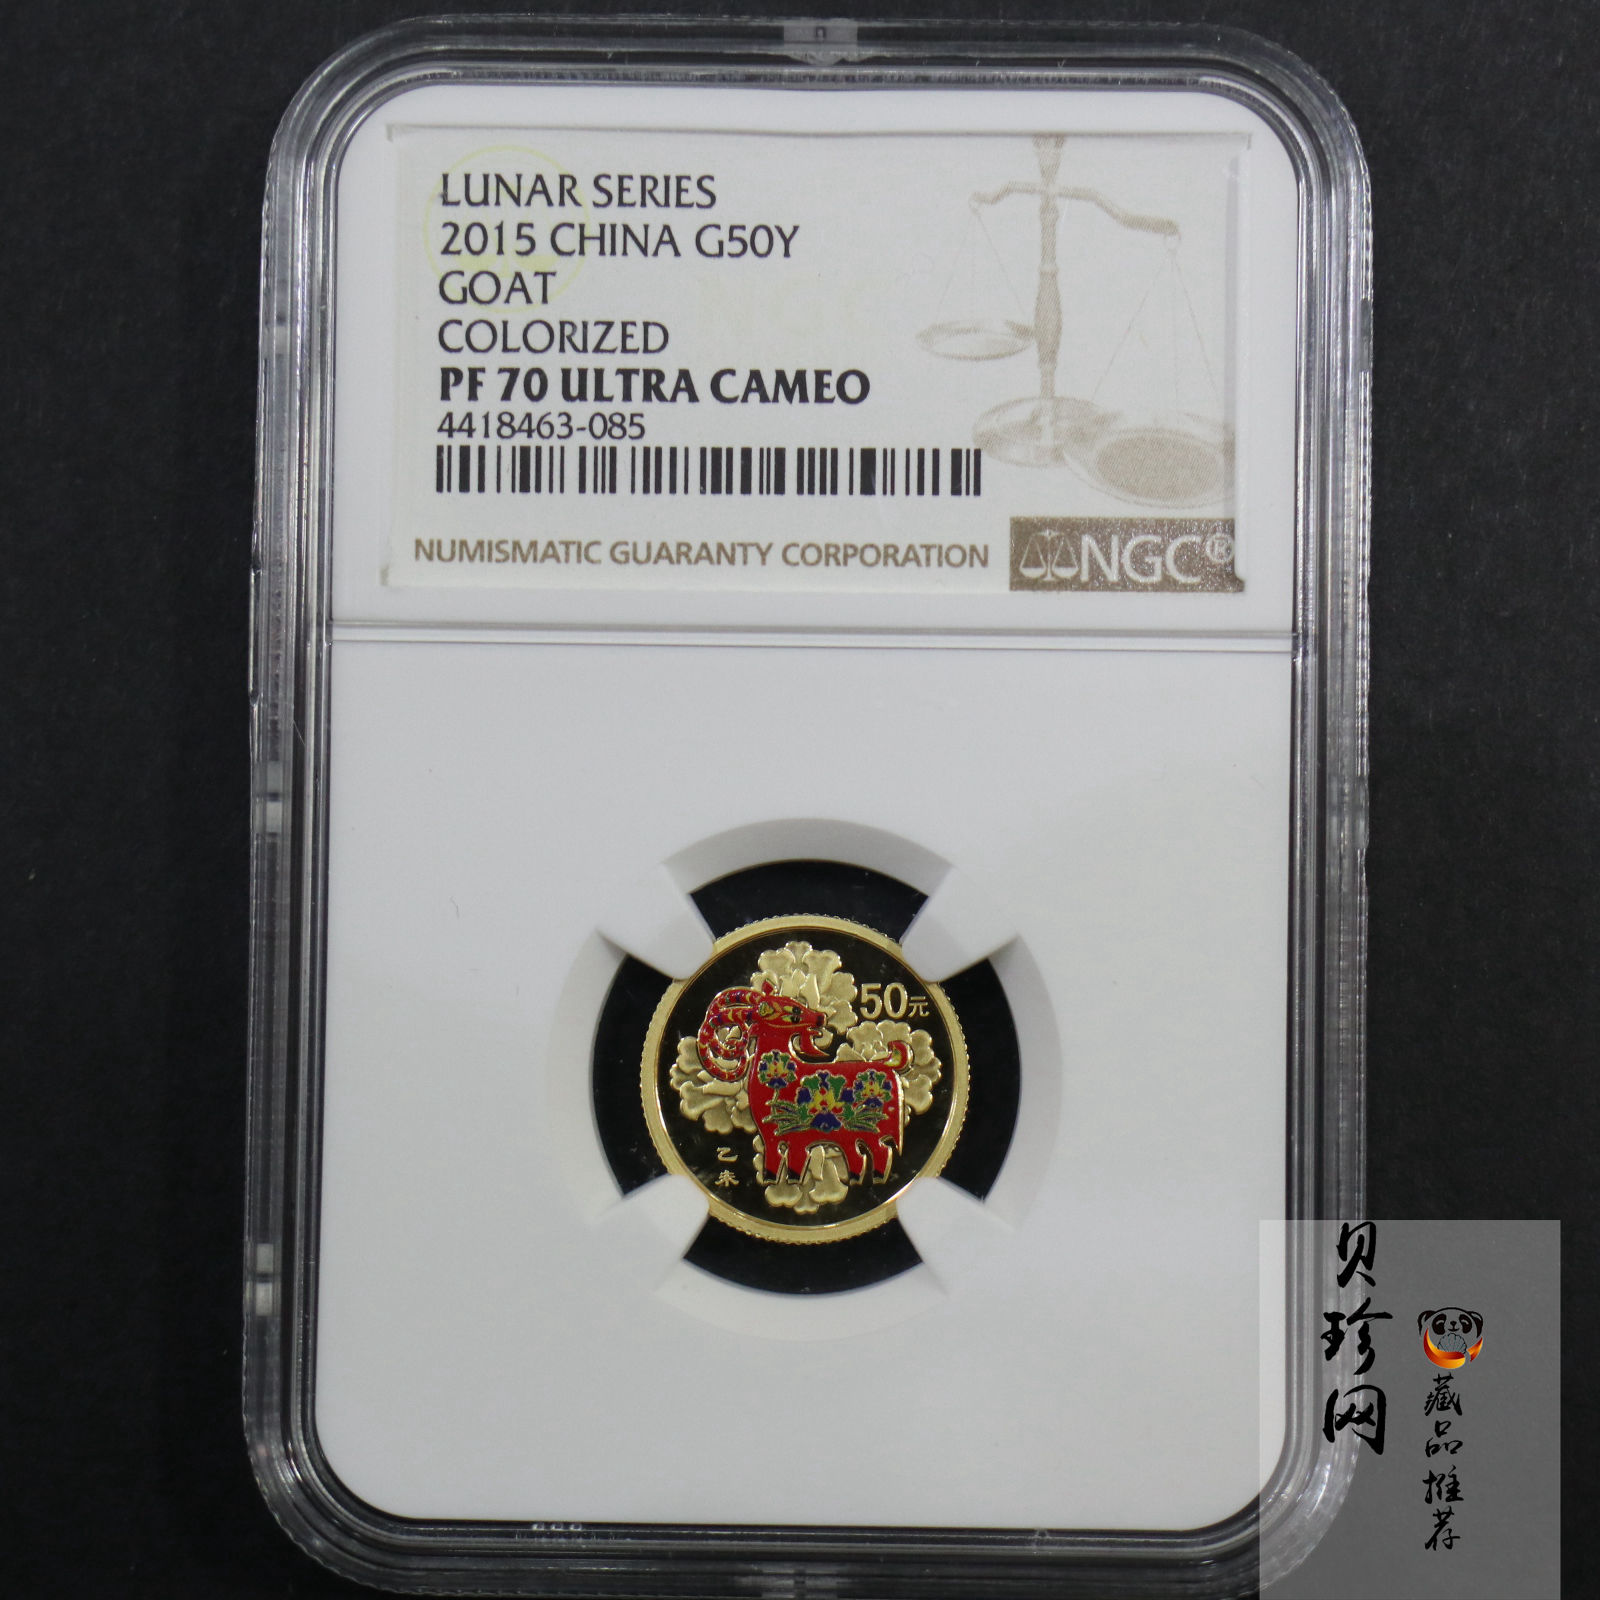 LUNAR SERIES
2015 CHINA G50Y
GOAT
COLORIZED
PF 70 ULTRA CAMEO
4418463-085
NUMISMATIC GUARANTY CORPORATION
NGC®
50元
乙未
贝珍网
藏品推荐